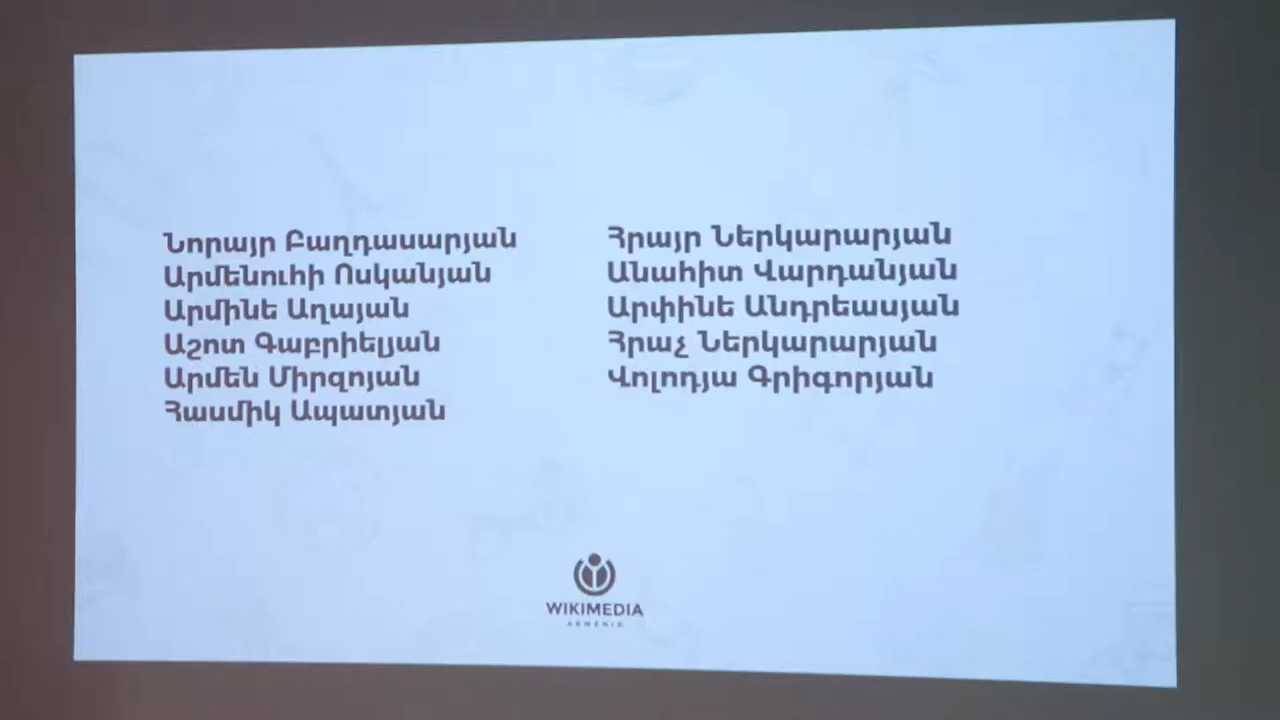 Նորայր Բաղդասարյան
Արմենուհի Ոսկանյան
Արմինե Աղայան
Աշոտ Գաբրիելյան
Արմեն Միրզոյան
Հասմիկ Ապատյան
Հրայր Ներկարարյան
Անահիտ Վարդանյան
Արփինե Անդրեասյան
Հրաչ Ներկարարյան
Վոլոդյա Գրիգորյան
WIKIMEDIA
ARMENIA